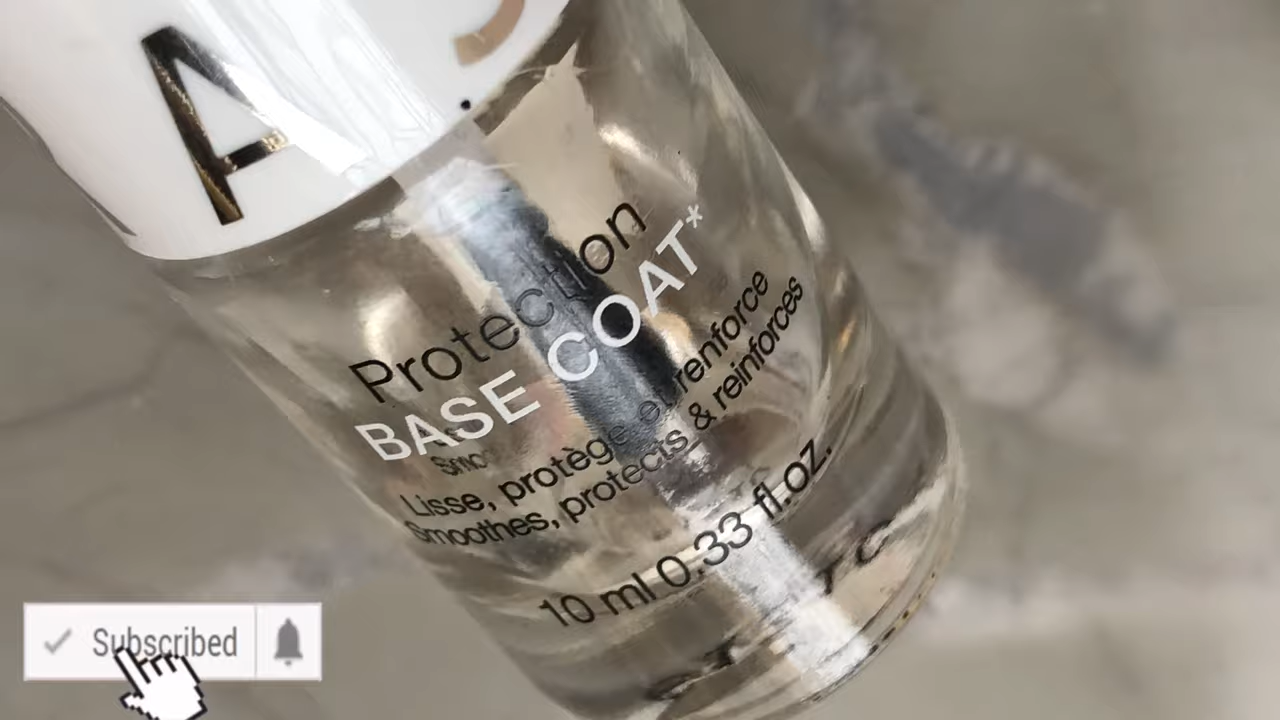 A
Protection
BASE COAT*
Lisse, protège et renforce
Smoothes, protects & reinforces
10 ml 0.33 fl.oz.
Subscribed